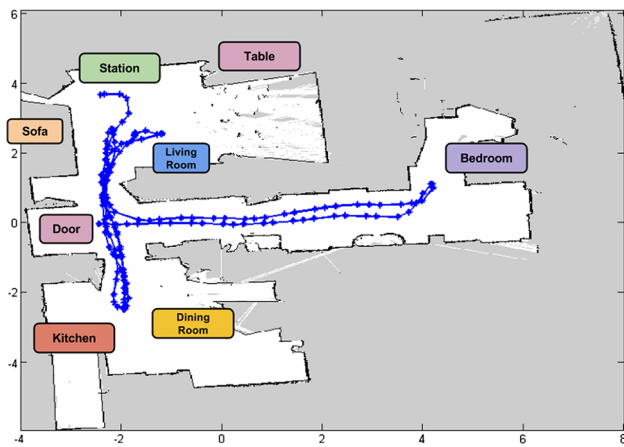 6
Station
Table
4
Sofa
2
Living
Room
Bedroom
0
Door
-2
Dining
Room
Kitchen
-4
-4
-2
0
2
4
6
8